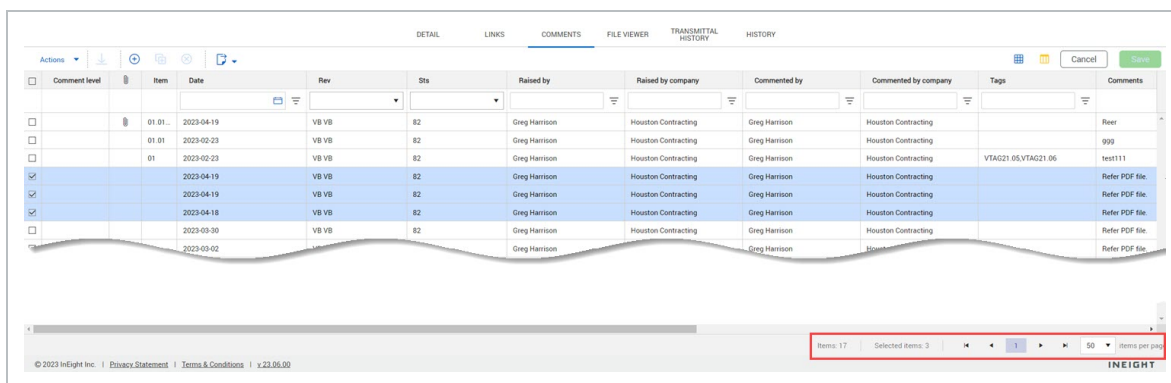 DETAIL LINKS COMMENTS FILE VIEWER TRANSMITTAL HISTORY HISTORY
Actions Cancel Save
Comment level Item Date Rev Sts Raised by Raised by company Commented by Commented by company Tags Comments
01.01... 2023-04-19 VB VB 82 Greg Harrison Houston Contracting Greg Harrison Houston Contracting Reer
01.01 2023-02-23 VB VB 82 Greg Harrison Houston Contracting Greg Harrison Houston Contracting ggg
01 2023-02-23 VB VB 82 Greg Harrison Houston Contracting Greg Harrison Houston Contracting VTAG21.05,VTAG21.06 test111
2023-04-19 VB VB 82 Greg Harrison Houston Contracting Greg Harrison Houston Contracting Refer PDF file.
2023-04-19 VB VB 82 Greg Harrison Houston Contracting Greg Harrison Houston Contracting Refer PDF file.
2023-04-18 VB VB 82 Greg Harrison Houston Contracting Greg Harrison Houston Contracting Refer PDF file.
2023-03-30 VB VB 82 Greg Harrison Houston Contracting Greg Harrison Houston Contracting Refer PDF file.
2023-03-02 Greg Harrison Houston Contracting Greg Harrison Refer PDF file.
Items: 17 Selected items: 3 1 50 items per page
© 2023 InEight Inc. | Privacy Statement | Terms & Conditions | v 23.06.00 INEIGHT